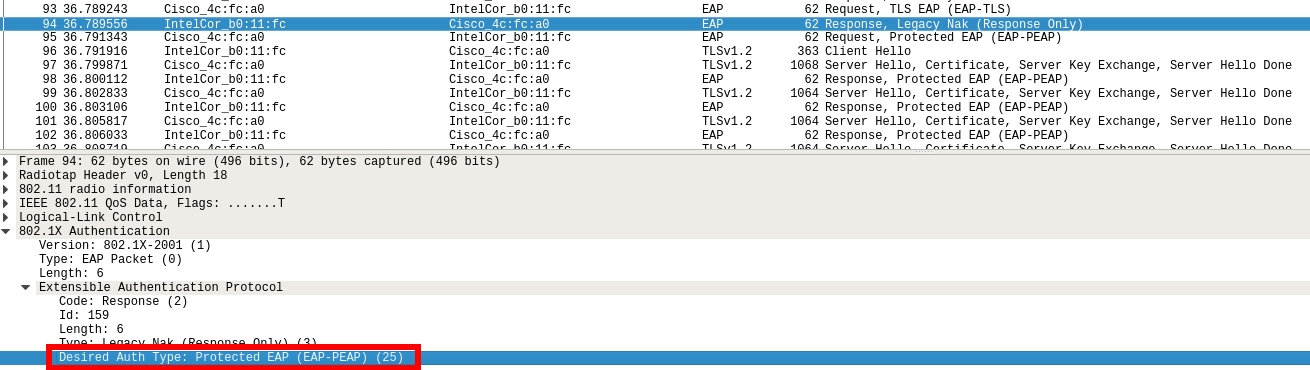 93 36.789243 Cisco_4c:fc:a0 IntelCor_b0:11:fc EAP 62 Request, TLS EAP (EAP-TLS)
94 36.789556 IntelCor_b0:11:fc Cisco_4c:fc:a0 EAP 62 Response, Legacy Nak (Response Only)
95 36.791343 Cisco_4c:fc:a0 IntelCor_b0:11:fc EAP 62 Request, Protected EAP (EAP-PEAP)
96 36.791916 IntelCor_b0:11:fc Cisco_4c:fc:a0 TLSv1.2 363 Client Hello
97 36.799871 Cisco_4c:fc:a0 IntelCor_b0:11:fc TLSv1.2 1068 Server Hello, Certificate, Server Key Exchange, Server Hello Done
98 36.800112 IntelCor_b0:11:fc Cisco_4c:fc:a0 EAP 62 Response, Protected EAP (EAP-PEAP)
99 36.802833 Cisco_4c:fc:a0 IntelCor_b0:11:fc TLSv1.2 1064 Server Hello, Certificate, Server Key Exchange, Server Hello Done
100 36.803106 IntelCor_b0:11:fc Cisco_4c:fc:a0 EAP 62 Response, Protected EAP (EAP-PEAP)
101 36.805817 Cisco_4c:fc:a0 IntelCor_b0:11:fc TLSv1.2 1064 Server Hello, Certificate, Server Key Exchange, Server Hello Done
102 36.806033 IntelCor_b0:11:fc Cisco_4c:fc:a0 EAP 62 Response, Protected EAP (EAP-PEAP)
103 36.808719 Cisco_4c:fc:a0 IntelCor_b0:11:fc TLSv1.2 1064 Server Hello, Certificate, Server Key Exchange, Server Hello Done
Frame 94: 62 bytes on wire (496 bits), 62 bytes captured (496 bits)
Radiotap Header v0, Length 18
802.11 radio information
IEEE 802.11 QoS Data, Flags: .......T
Logical-Link Control
802.1X Authentication
Version: 802.1X-2001 (1)
Type: EAP Packet (0)
Length: 6
Extensible Authentication Protocol
Code: Response (2)
Id: 159
Length: 6
Type: Legacy Nak (Response Only) (3)
Desired Auth Type: Protected EAP (EAP-PEAP) (25)